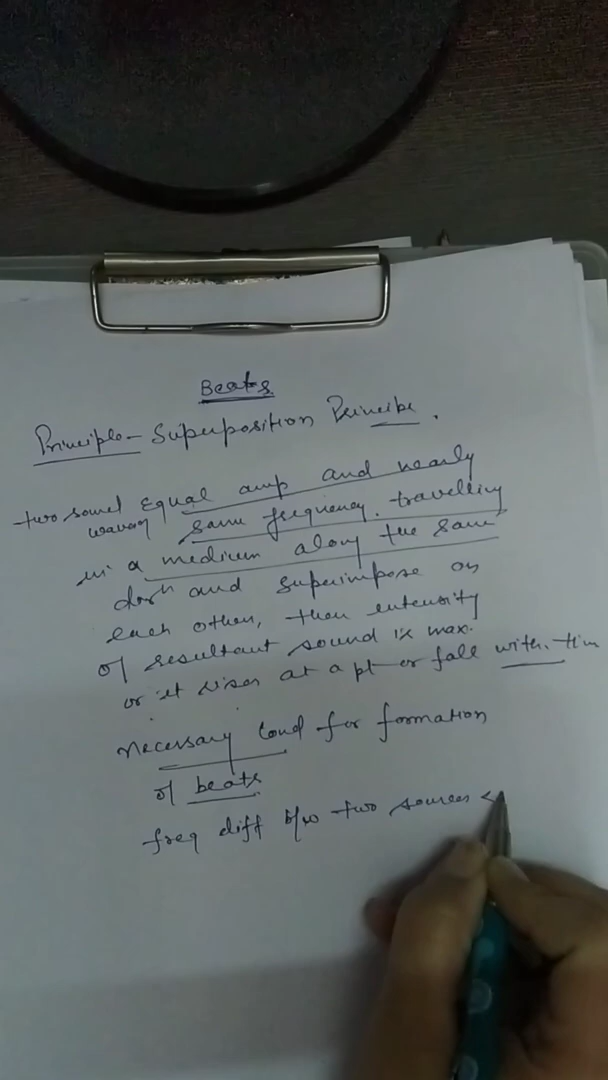 Beats
Principle - Superposition Principle.
two sound Equal amp and nearly
waves same frequency. travelling
in a medium along the same
dirn and superimpose on
each other, then intensity
of resultant sound is max.
or it rises at a pt or fall with time
necessary cond for formation
of beats
freq diff b/w two sources <